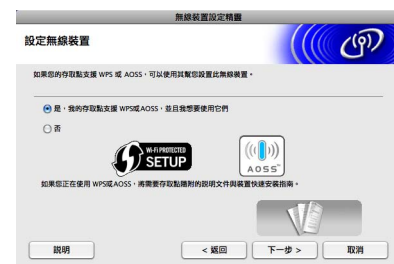 無線裝置設定精靈
設定無線裝置
如果您的存取點支援 WPS 或 AOSS，可以使用其幫您設置此無線裝置。
是，我的存取點支援 WPS或AOSS，並且我想要使用它們
否
Wi-Fi PROTECTED
SETUP
AOSS™
如果您正在使用 WPS或AOSS，將需要存取點隨附的說明文件與裝置快速安裝指南。
說明
< 返回
下一步 >
取消